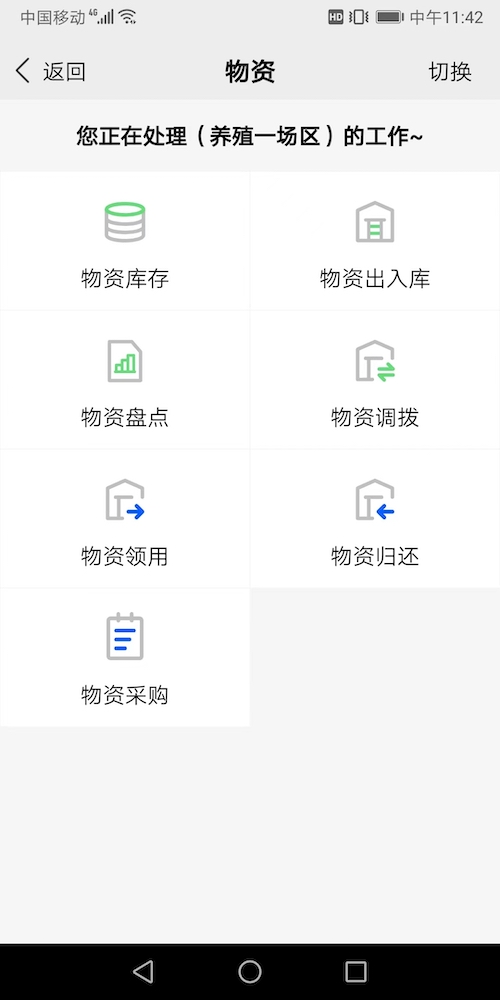 中国移动 4G HD 中午11:42
返回 物资 切换
您正在处理（养殖一场区）的工作~
物资库存 物资出入库
物资盘点 物资调拨
物资领用 物资归还
物资采购